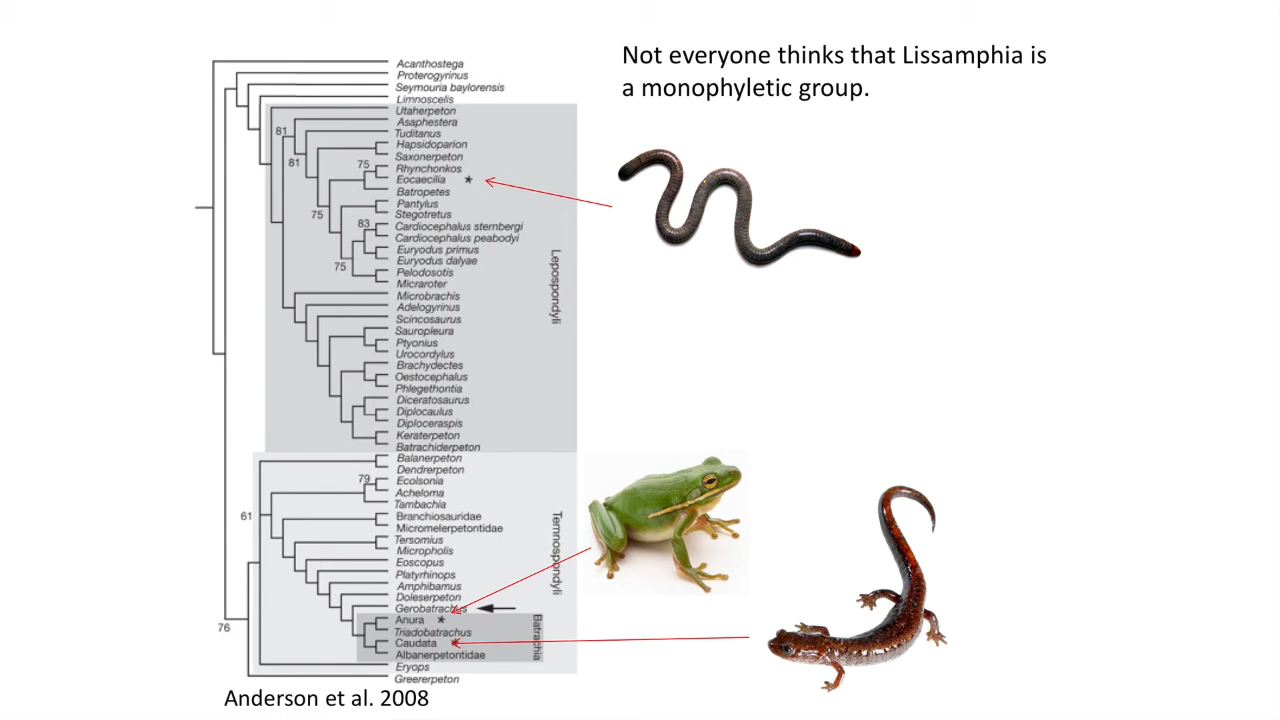 Not everyone thinks that Lissamphia is
a monophyletic group.
Acanthostega
Proterogyrinus
Seymouria baylorensis
Limnoscelis
Utaherpeton
Asaphestera
81
Tuditanus
Hapsidoparion
81
Saxonerpeton
75
Rhynchonkos
Eocaecilia *
Batropetes
Pantylus
75
Stegotretus
83
Cardiocephalus sternbergi
Cardiocephalus peabodyi
Euryodus primus
Euryodus dalyae
75
Pelodosotis
Micraroter
Lepospondyli
Microbrachis
Adelogyrinus
Scincosaurus
Sauropleura
Ptyonius
Urocordylus
Brachydectes
Oestocephalus
Phlegethontia
Diceratosaurus
Diplocaulus
Diploceraspis
Keraterpeton
Batrachiderpeton
Balanerpeton
Dendrerpeton
79
Ecolsonia
Acheloma
Tambachia
61
Branchiosauridae
Micromelerpetontidae
Tersomius
Micropholis
Temnospondyli
Eoscopus
Platyrhinops
Amphibamus
Doleserpeton
Gerobatrachus
Anura *
76
Triadobatrachus
Batrachia
Caudata *
Albanerpetontidae
Eryops
Greererpeton
Anderson et al. 2008